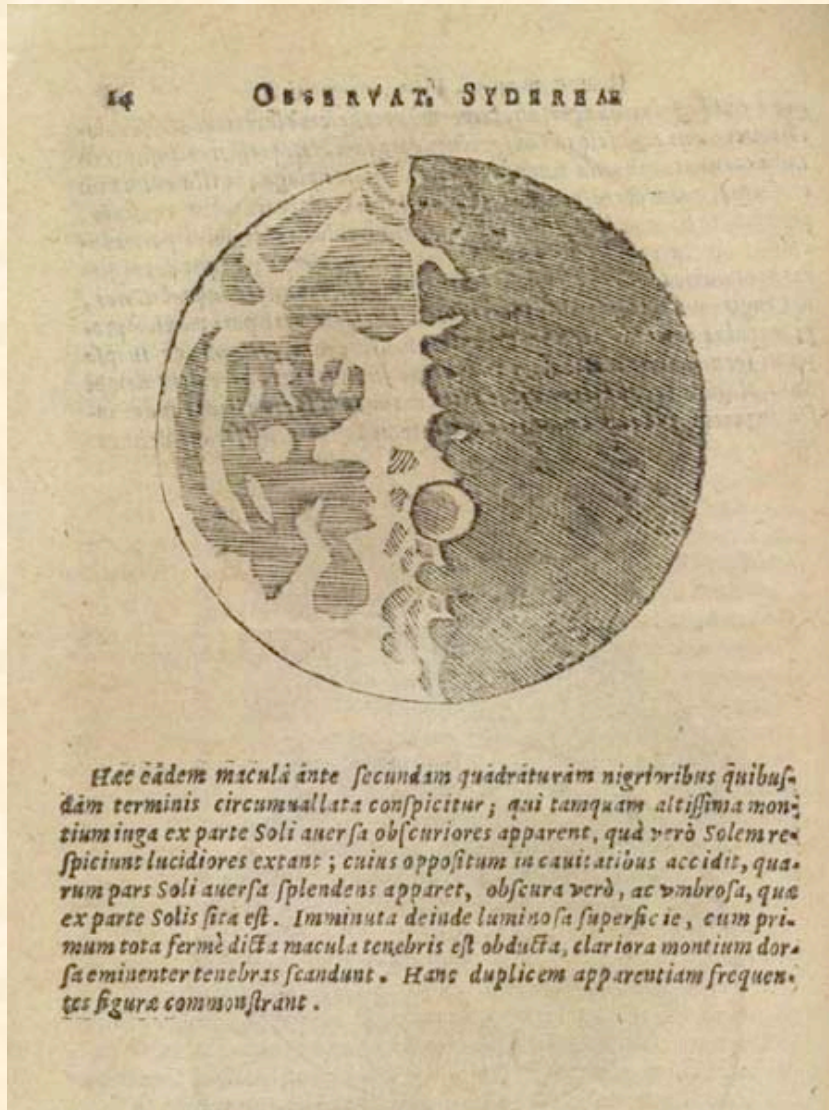 24 OBSERVAT. SYDEREAE
Hæc eadem macula ante ſecundam quadraturam nigrioribus quibuſ-
dam terminis circumuallata conſpicitur; qui tamquam altiſſima mon-
tium iuga ex parte Soli auerſa obſcuriores apparent, quà verò Solem re-
ſpiciunt lucidiores extant; cuius oppoſitum in cauitatibus accidit, qua-
rum pars Soli auerſa ſplendens apparet, obſcura verò, ac vmbroſa, quæ
ex parte Solis ſita eſt. Imminuta deinde luminoſa ſuperficie, cum pri-
mum tota fermè dicta macula tenebris eſt obducta, clariora montium dor-
ſa eminenter tenebras ſcandunt. Hanc duplicem apparentiam ſequen-
tes figuræ commonſtrant.